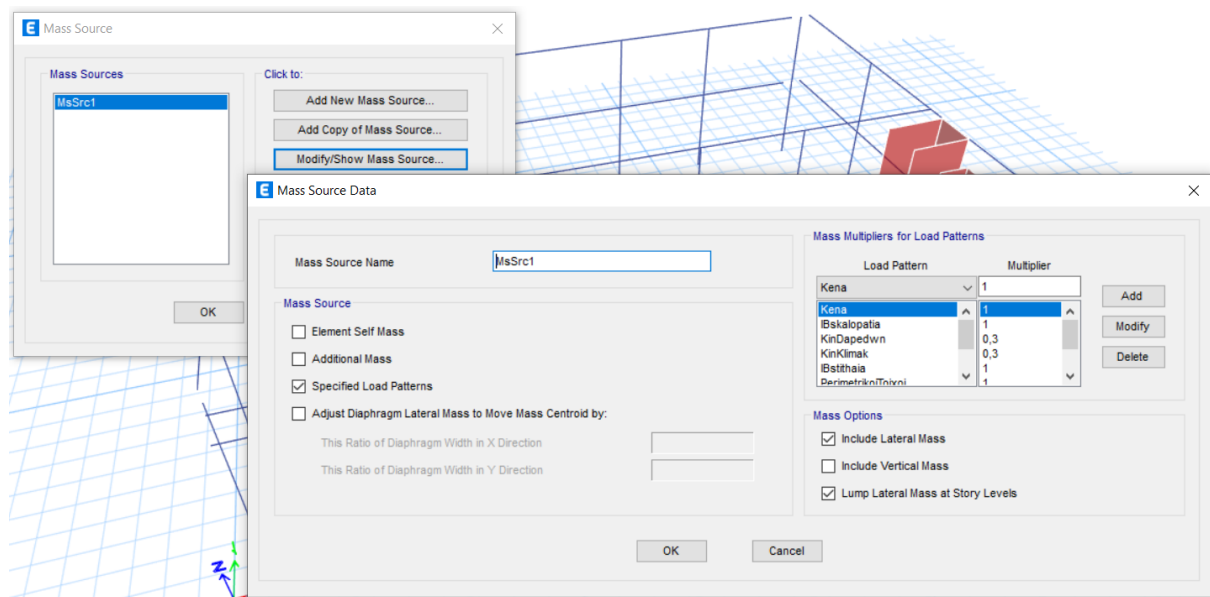 E Mass Source
Mass Sources
MsSrc1
Click to:
Add New Mass Source...
Add Copy of Mass Source...
Modify/Show Mass Source...
OK
E Mass Source Data
Mass Source Name
MsSrc1
Mass Source
Element Self Mass
Additional Mass
Specified Load Patterns
Adjust Diaphragm Lateral Mass to Move Mass Centroid by:
This Ratio of Diaphragm Width in X Direction
This Ratio of Diaphragm Width in Y Direction
Mass Multipliers for Load Patterns
Load Pattern Multiplier
Kena 1
Kena 1
IBskalopatia 1
KinDapedwn 0,3
KinKlimak 0,3
IBstithaia 1
PerimetrikoiToixoi 1
Add
Modify
Delete
Mass Options
Include Lateral Mass
Include Vertical Mass
Lump Lateral Mass at Story Levels
OK Cancel
Z